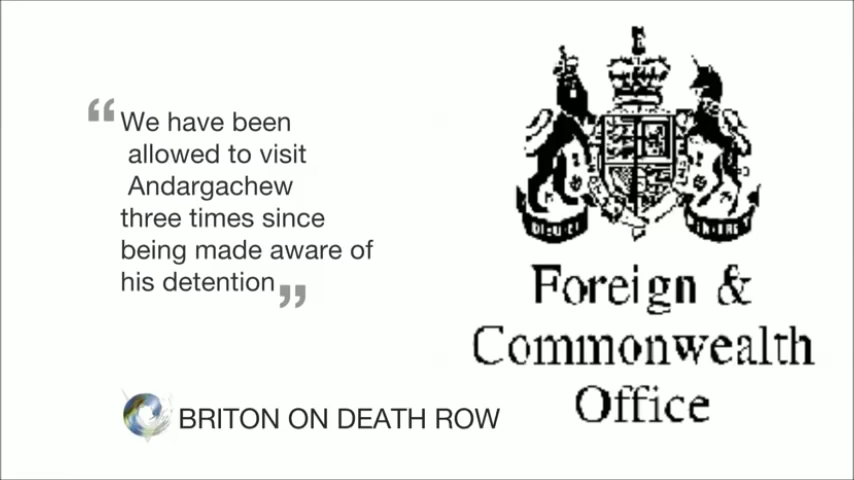 “We have been
allowed to visit
Andargachew
three times since
being made aware of
his detention”
Foreign &
Commonwealth
Office
BRITON ON DEATH ROW